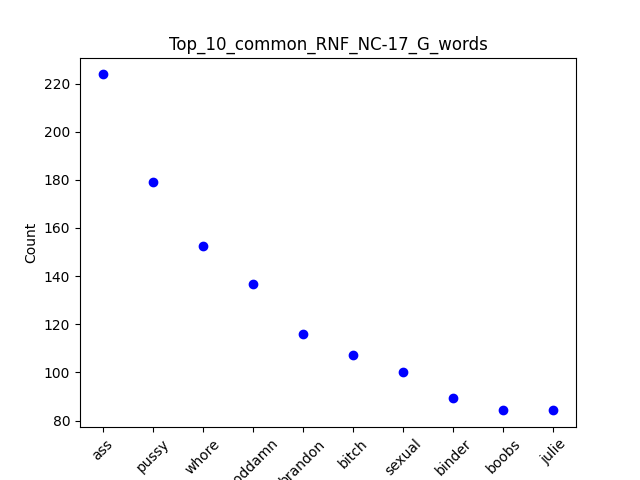 Top_10_common_RNF_NC-17_G_words
Count
220
200
180
160
140
120
100
80
ass
pussy
whore
oddamn
brandon
bitch
sexual
binder
boobs
julie